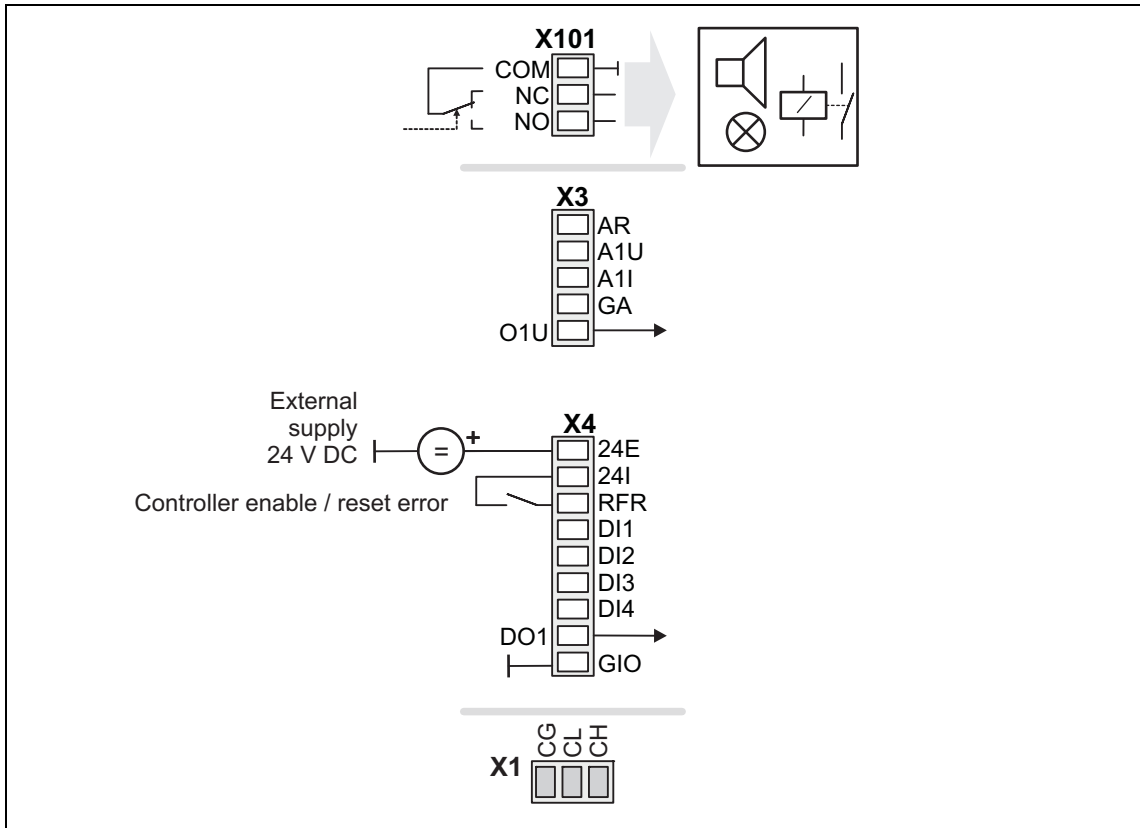 X101
COM
NC
NO
X3
AR
A1U
A1I
GA
O1U
External
supply
24 V DC
=
+
X4
24E
24I
Controller enable / reset error
RFR
DI1
DI2
DI3
DI4
DO1
GIO
X1
CG
CL
CH